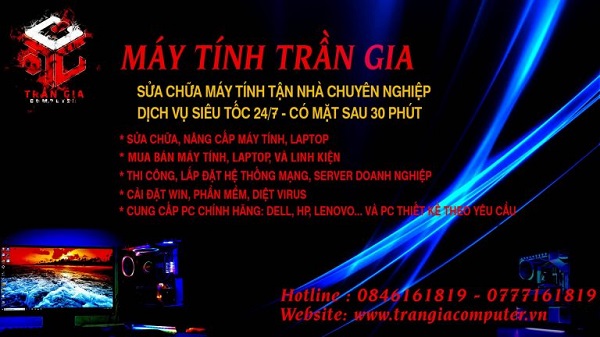 TRẦN GIA
COMPUTER
MÁY TÍNH TRẦN GIA
SỬA CHỮA MÁY TÍNH TẬN NHÀ CHUYÊN NGHIỆP
DỊCH VỤ SIÊU TỐC 24/7 - CÓ MẶT SAU 30 PHÚT
* SỬA CHỮA, NÂNG CẤP MÁY TÍNH, LAPTOP
* MUA BÁN MÁY TÍNH, LAPTOP, VÀ LINH KIỆN
* THI CÔNG, LẮP ĐẶT HỆ THỐNG MẠNG, SERVER DOANH NGHIỆP
* CÀI ĐẶT WIN, PHẦN MỀM, DIỆT VIRUS
* CUNG CẤP PC CHÍNH HÃNG: DELL, HP, LENOVO... VÀ PC THIẾT KẾ THEO YÊU CẦU
Hotline : 0846161819 - 0777161819
Website: www.trangiacomputer.vn